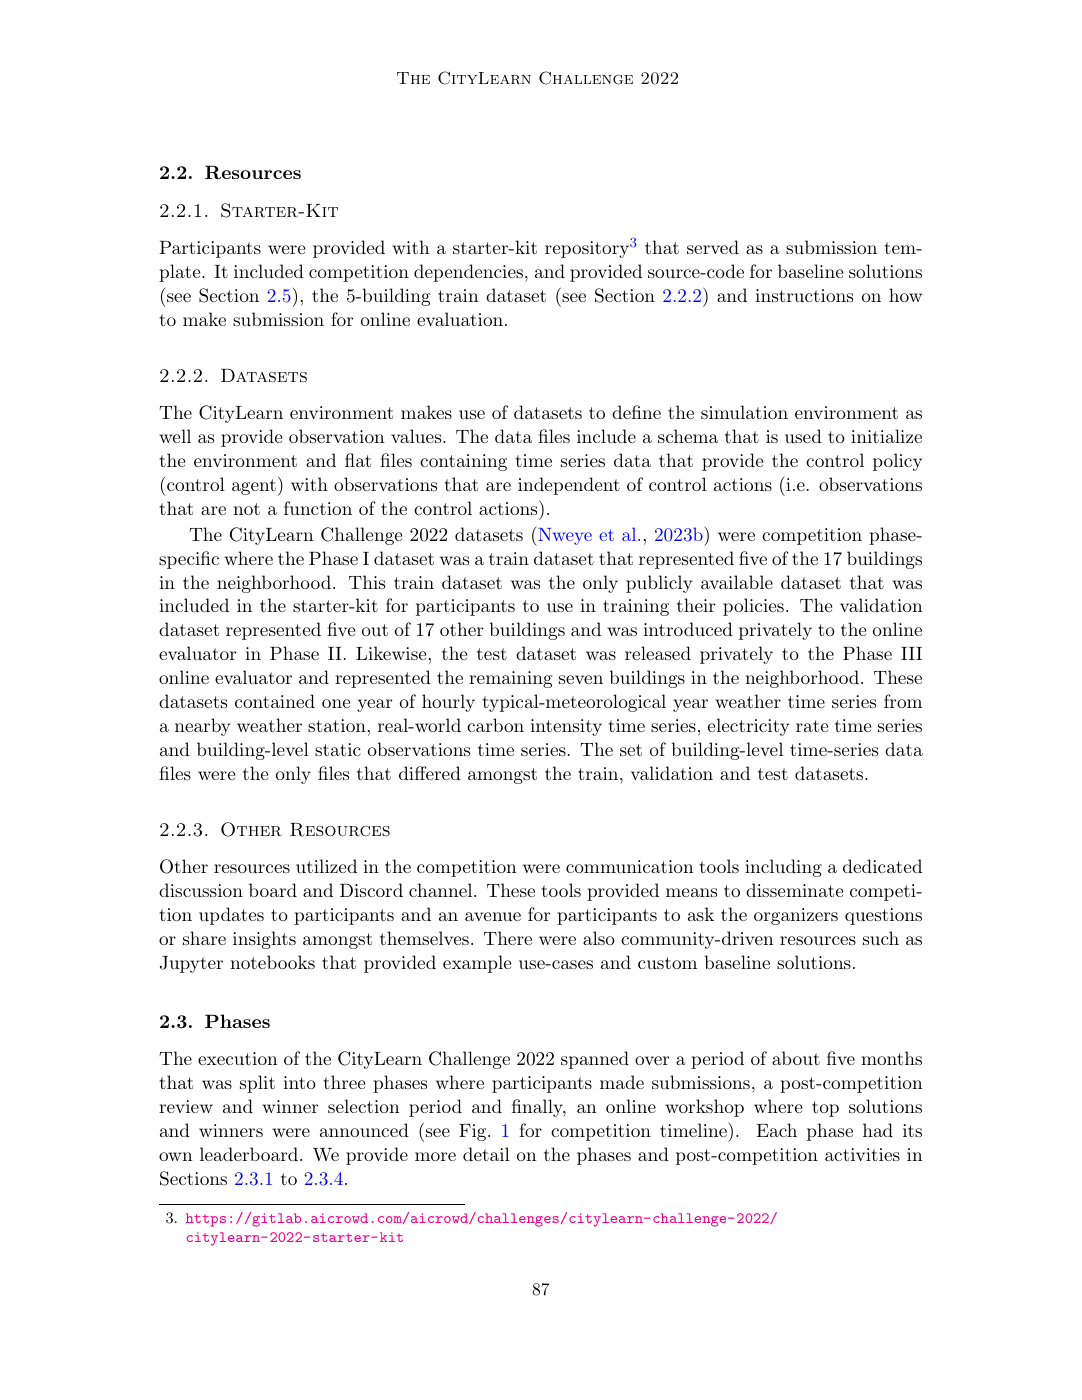 The CityLearn Challenge 2022
2.2. Resources
2.2.1. Starter-Kit
Participants were provided with a starter-kit repository3 that served as a submission tem-
plate. It included competition dependencies, and provided source-code for baseline solutions
(see Section 2.5), the 5-building train dataset (see Section 2.2.2) and instructions on how
to make submission for online evaluation.
2.2.2. Datasets
The CityLearn environment makes use of datasets to define the simulation environment as
well as provide observation values. The data files include a schema that is used to initialize
the environment and flat files containing time series data that provide the control policy
(control agent) with observations that are independent of control actions (i.e. observations
that are not a function of the control actions).
The CityLearn Challenge 2022 datasets (Nweye et al., 2023b) were competition phase-
specific where the Phase I dataset was a train dataset that represented five of the 17 buildings
in the neighborhood. This train dataset was the only publicly available dataset that was
included in the starter-kit for participants to use in training their policies. The validation
dataset represented five out of 17 other buildings and was introduced privately to the online
evaluator in Phase II. Likewise, the test dataset was released privately to the Phase III
online evaluator and represented the remaining seven buildings in the neighborhood. These
datasets contained one year of hourly typical-meteorological year weather time series from
a nearby weather station, real-world carbon intensity time series, electricity rate time series
and building-level static observations time series. The set of building-level time-series data
files were the only files that differed amongst the train, validation and test datasets.
2.2.3. Other Resources
Other resources utilized in the competition were communication tools including a dedicated
discussion board and Discord channel. These tools provided means to disseminate competi-
tion updates to participants and an avenue for participants to ask the organizers questions
or share insights amongst themselves. There were also community-driven resources such as
Jupyter notebooks that provided example use-cases and custom baseline solutions.
2.3. Phases
The execution of the CityLearn Challenge 2022 spanned over a period of about five months
that was split into three phases where participants made submissions, a post-competition
review and winner selection period and finally, an online workshop where top solutions
and winners were announced (see Fig. 1 for competition timeline). Each phase had its
own leaderboard. We provide more detail on the phases and post-competition activities in
Sections 2.3.1 to 2.3.4.
3. https://gitlab.aicrowd.com/aicrowd/challenges/citylearn-challenge-2022/
citylearn-2022-starter-kit
87